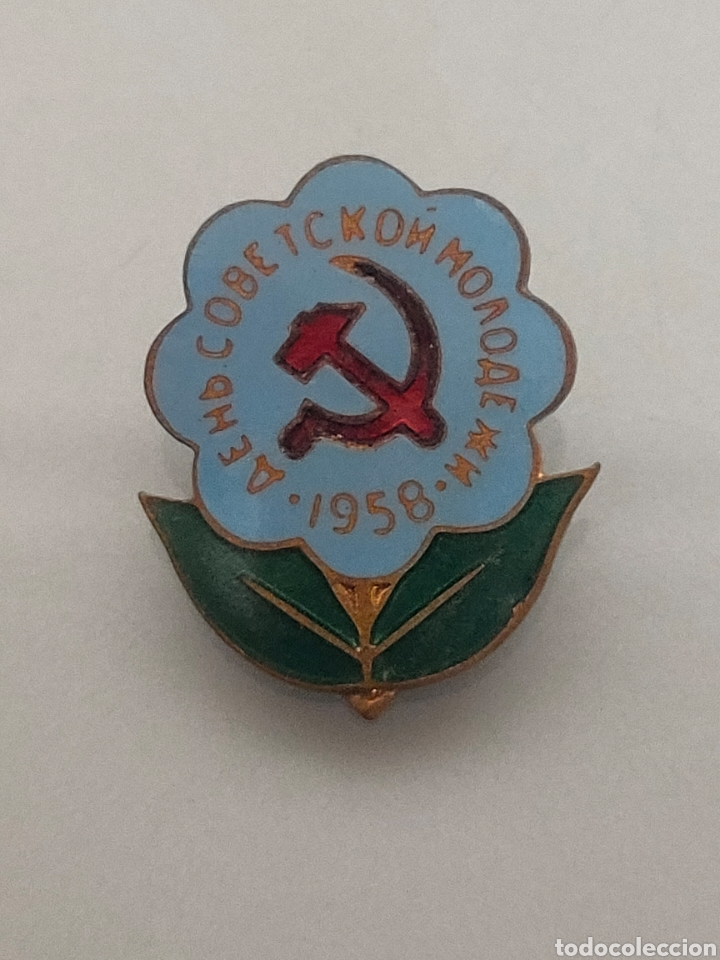 ДЕНЬ СОВЕТСКОЙ МОЛОДЕЖИ
· 1958 ·
todocoleccion